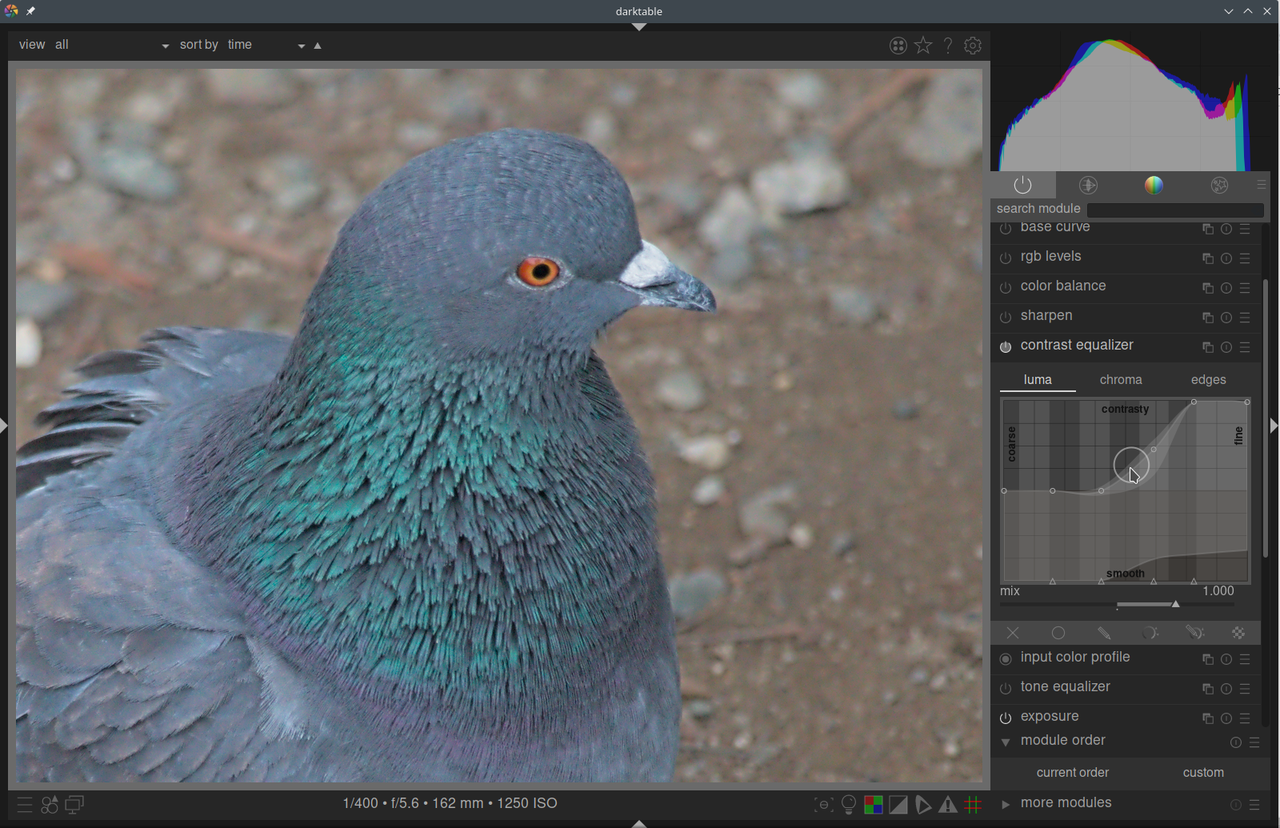 darktable
view all sort by time
search module
base curve
rgb levels
color balance
sharpen
contrast equalizer
luma chroma edges
contrasty
coarse
fine
smooth
mix 1.000
input color profile
tone equalizer
exposure
module order
current order custom
more modules
1/400 • f/5.6 • 162 mm • 1250 ISO